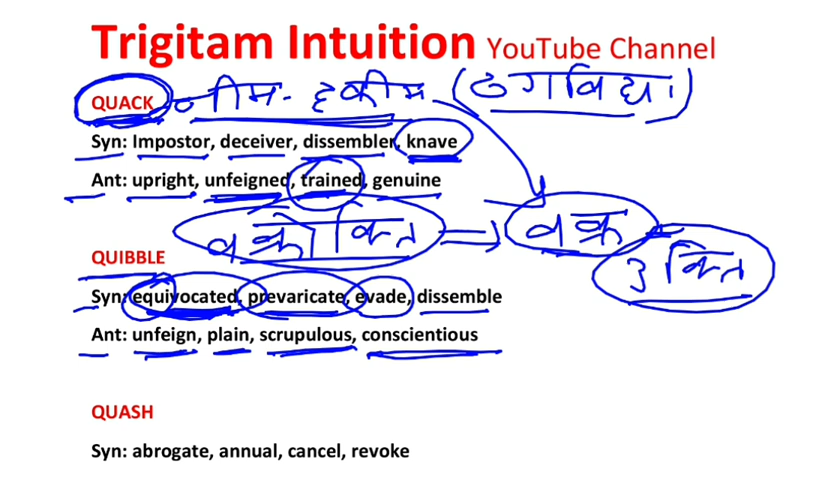 Trigitam Intuition YouTube Channel
QUACK नीम-हकीम (ठगविद्या)
Syn: Impostor, deceiver, dissembler, knave
Ant: upright, unfeigned, trained, genuine
वक्रोक्ति ⇒ वक्र
उक्ति
QUIBBLE
Syn: equivocated, prevaricate, evade, dissemble
Ant: unfeign, plain, scrupulous, conscientious
QUASH
Syn: abrogate, annual, cancel, revoke